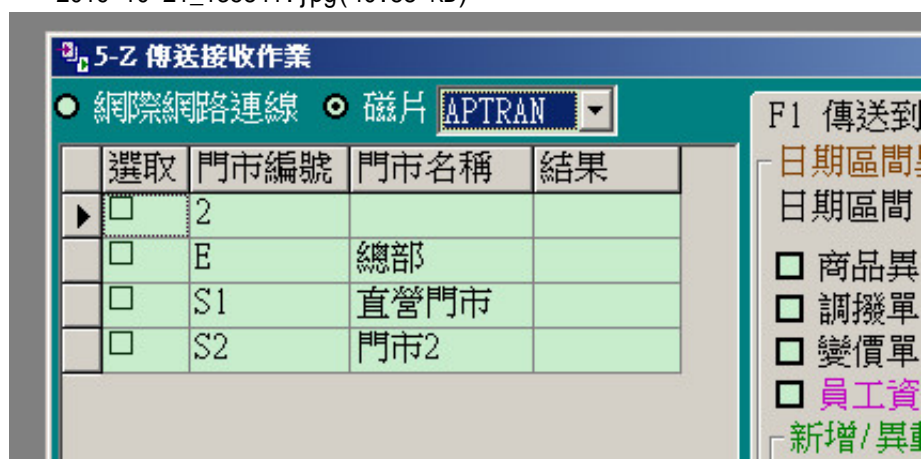 5-Z 傳送接收作業
網際網路連線 磁片 APTRAN
F1 傳送到
選取 門市編號 門市名稱 結果
日期區間
2
日期區間
E 總部
商品異
S1 直營門市
調撥單
S2 門市2
變價單
員工資
新增/異動